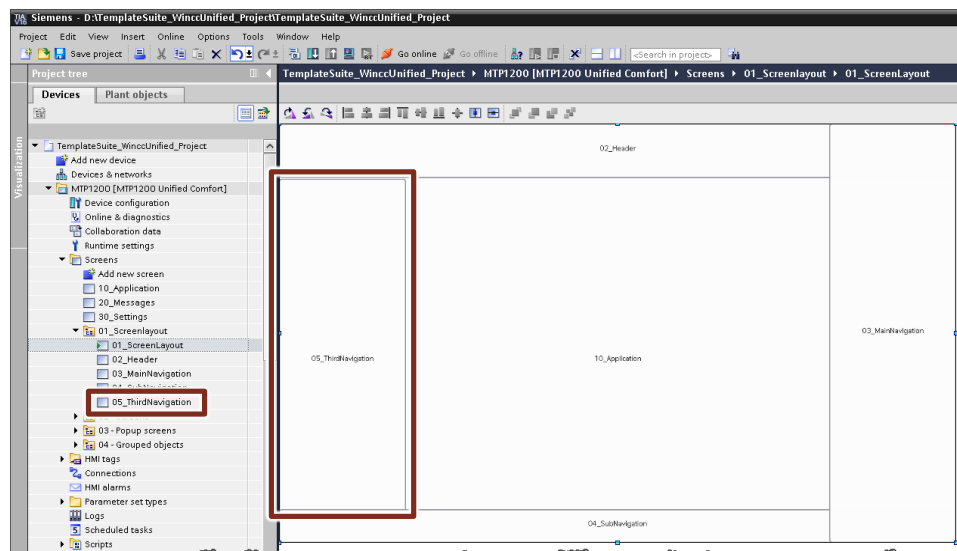 Siemens - D:\TemplateSuite_WinccUnified_Project\TemplateSuite_WinccUnified_Project
Project Edit View Insert Online Options Tools Window Help
Save project Go online Go offline <Search in project>
Project tree
TemplateSuite_WinccUnified_Project ▸ MTP1200 [MTP1200 Unified Comfort] ▸ Screens ▸ 01_Screenlayout ▸ 01_ScreenLayout
Devices Plant objects
Visualization
TemplateSuite_WinccUnified_Project
Add new device
Devices & networks
MTP1200 [MTP1200 Unified Comfort]
Device configuration
Online & diagnostics
Collaboration data
Runtime settings
Screens
Add new screen
10_Application
20_Messages
30_Settings
01_Screenlayout
01_ScreenLayout
02_Header
03_MainNavigation
04_SubNavigation
05_ThirdNavigation
03 - Popup screens
04 - Grouped objects
HMI tags
Connections
HMI alarms
Parameter set types
Logs
Scheduled tasks
Scripts
02_Header
05_ThirdNavigation
10_Application
03_MainNavigation
04_SubNavigation